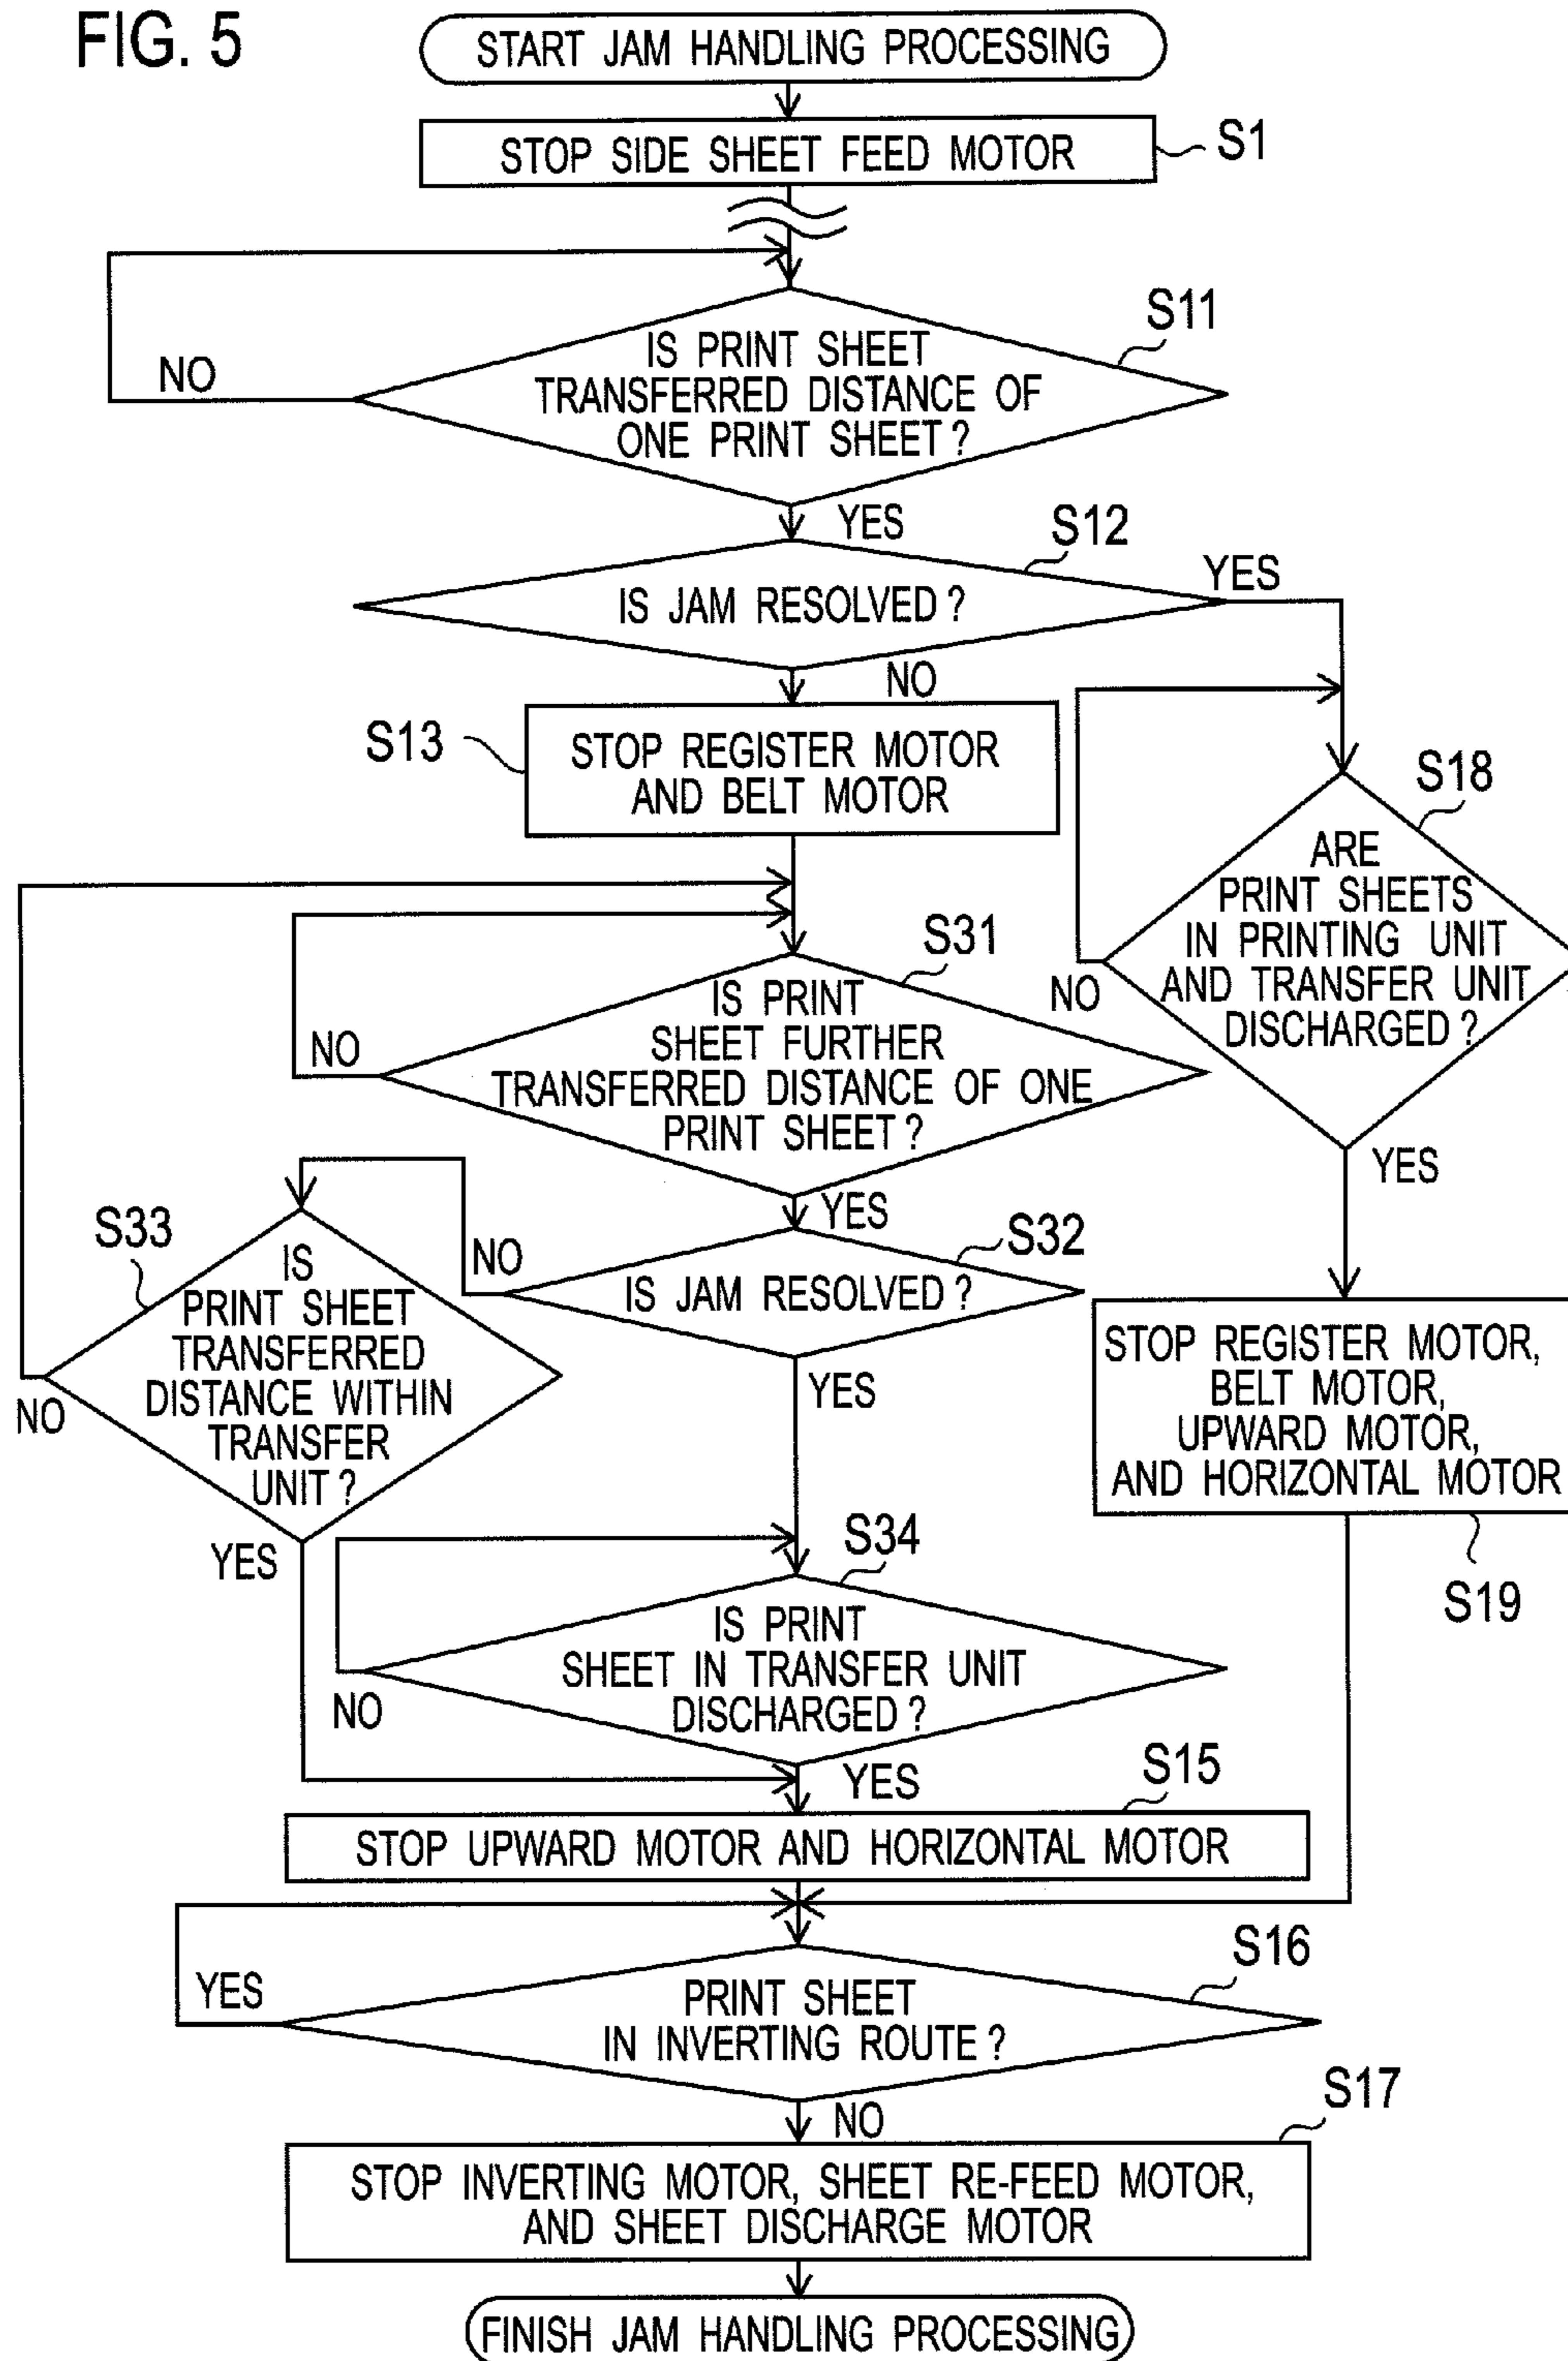 FIG. 5
START JAM HANDLING PROCESSING
STOP SIDE SHEET FEED MOTOR
S1
S11
IS PRINT SHEET
TRANSFERRED DISTANCE OF
ONE PRINT SHEET?
NO
YES
S12
IS JAM RESOLVED?
YES
NO
S13
STOP REGISTER MOTOR
AND BELT MOTOR
S18
ARE
PRINT SHEETS
IN PRINTING UNIT
AND TRANSFER UNIT
DISCHARGED?
NO
YES
S31
IS PRINT
SHEET FURTHER
TRANSFERRED DISTANCE OF ONE
PRINT SHEET?
NO
YES
S32
IS JAM RESOLVED?
NO
YES
S33
IS
PRINT SHEET
TRANSFERRED
DISTANCE WITHIN
TRANSFER
UNIT?
NO
YES
STOP REGISTER MOTOR,
BELT MOTOR,
UPWARD MOTOR,
AND HORIZONTAL MOTOR
S19
S34
IS PRINT
SHEET IN TRANSFER UNIT
DISCHARGED?
NO
YES
S15
STOP UPWARD MOTOR AND HORIZONTAL MOTOR
S16
PRINT SHEET
IN INVERTING ROUTE?
YES
NO
S17
STOP INVERTING MOTOR, SHEET RE-FEED MOTOR,
AND SHEET DISCHARGE MOTOR
FINISH JAM HANDLING PROCESSING